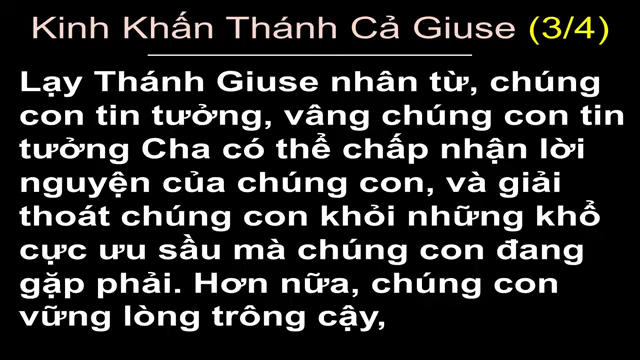 Kinh Khấn Thánh Cả Giuse (3/4)
Lạy Thánh Giuse nhân từ, chúng
con tin tưởng, vâng chúng con tin
tưởng Cha có thể chấp nhận lời
nguyện của chúng con, và giải
thoát chúng con khỏi những khổ
cực ưu sầu mà chúng con đang
gặp phải. Hơn nữa, chúng con
vững lòng trông cậy,